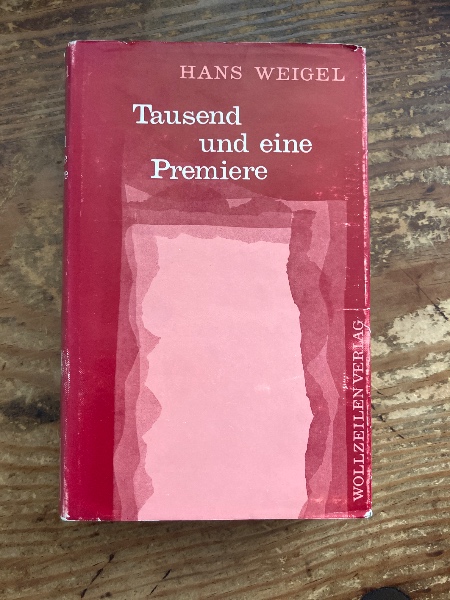 HANS WEIGEL
Tausend
und eine
Premiere
WOLLZEILEN VERLAG